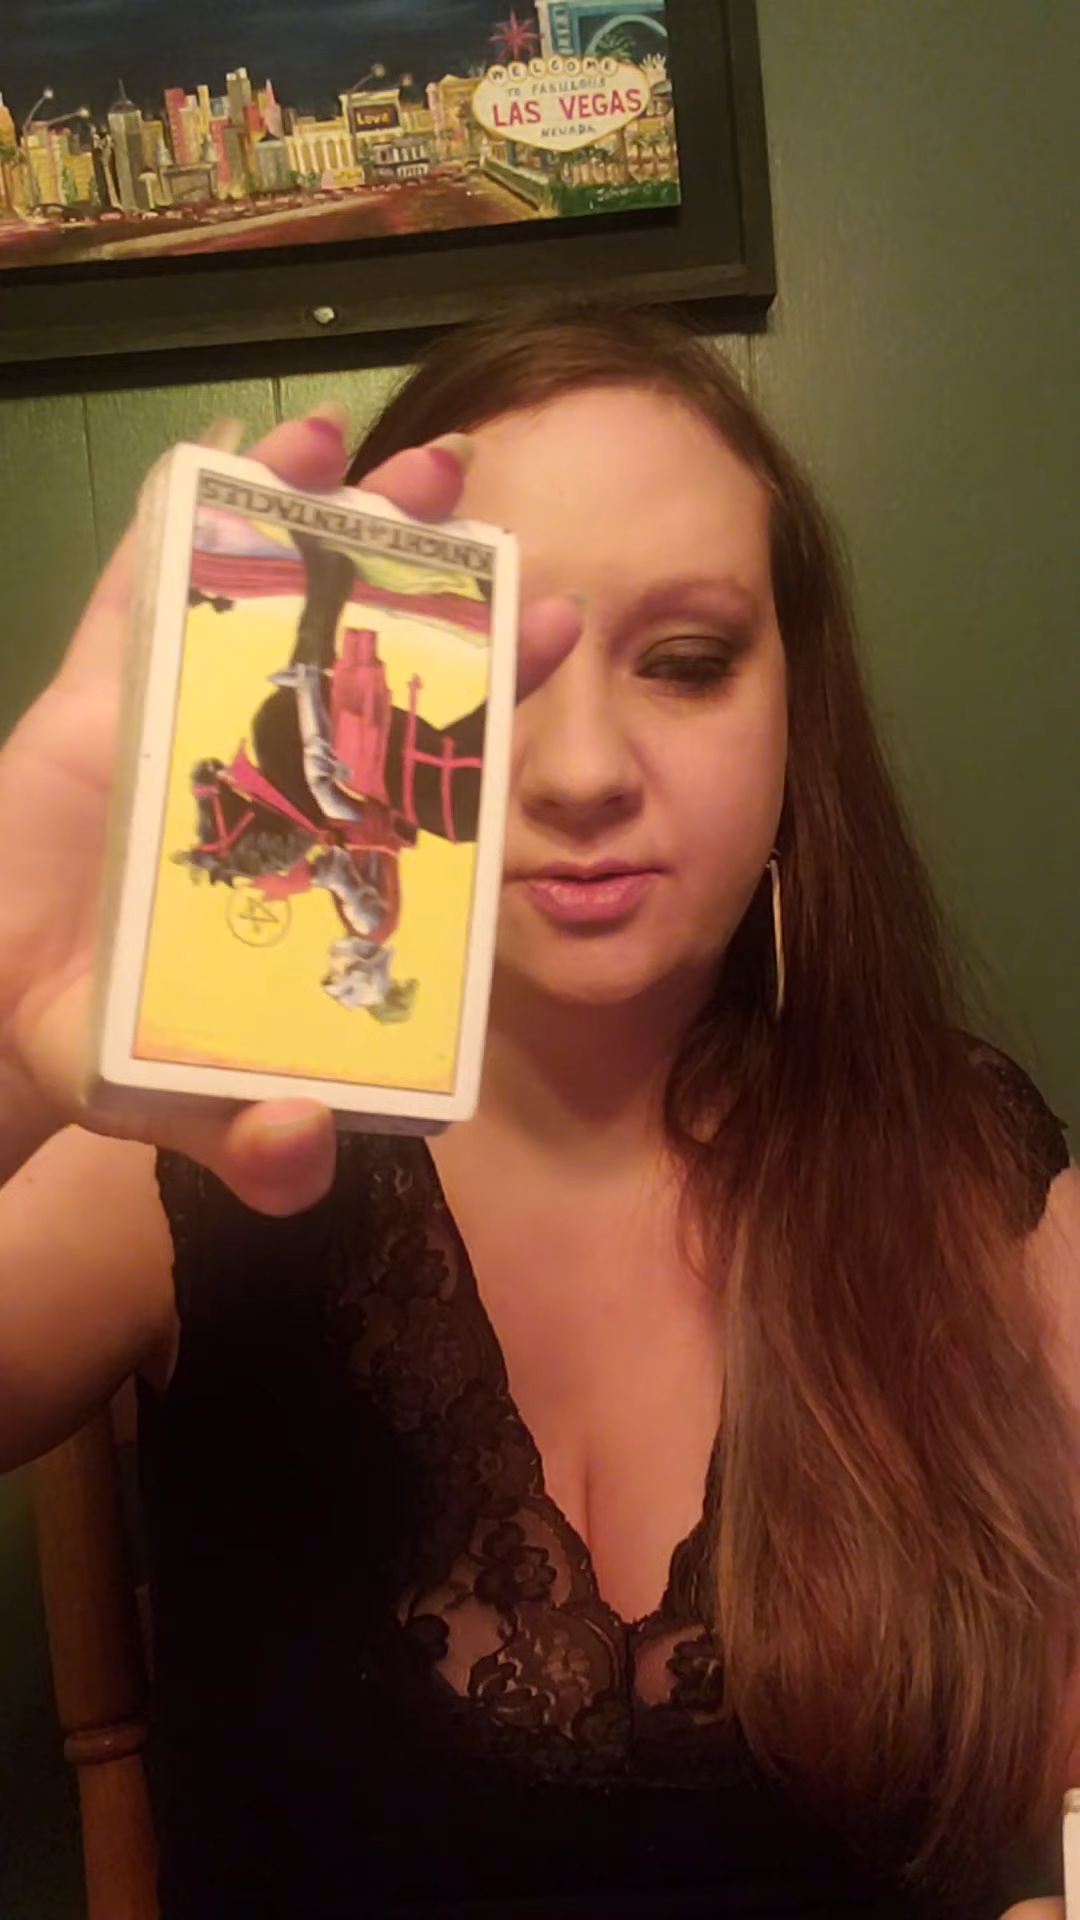 WELCOME
TO FABULOUS
LAS VEGAS
NEVADA
Love
KNIGHT of PENTACLES